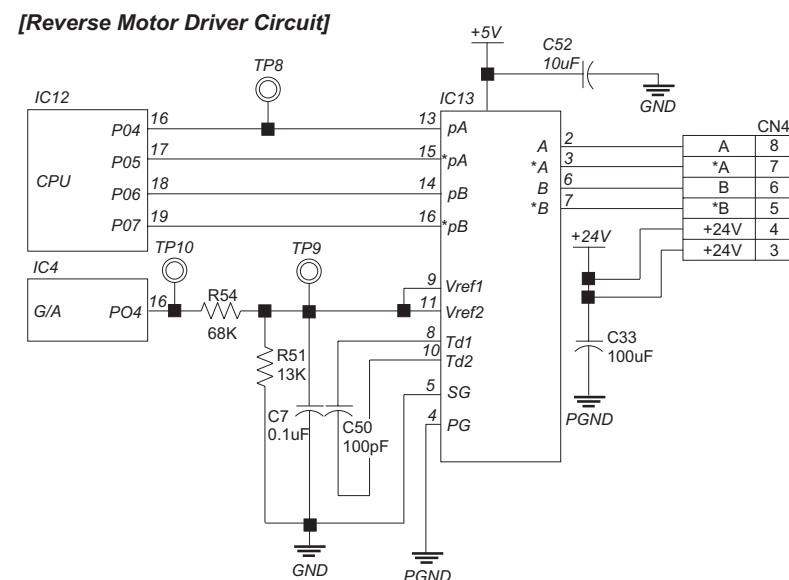 [Reverse Motor Driver Circuit]
+5V
C52
10uF
GND
TP8
IC12
CPU
P04 16
P05 17
P06 18
P07 19
IC13
13 pA
15 *pA
14 pB
16 *pB
A 2
*A 3
B 6
*B 7
CN4
A 8
*A 7
B 6
*B 5
+24V 4
+24V 3
+24V
C33
100uF
PGND
IC4
G/A
PO4 16
TP10
R54
68K
TP9
R51
13K
C7
0.1uF
C50
100pF
9 Vref1
11 Vref2
8 Td1
10 Td2
5 SG
4 PG
GND
PGND